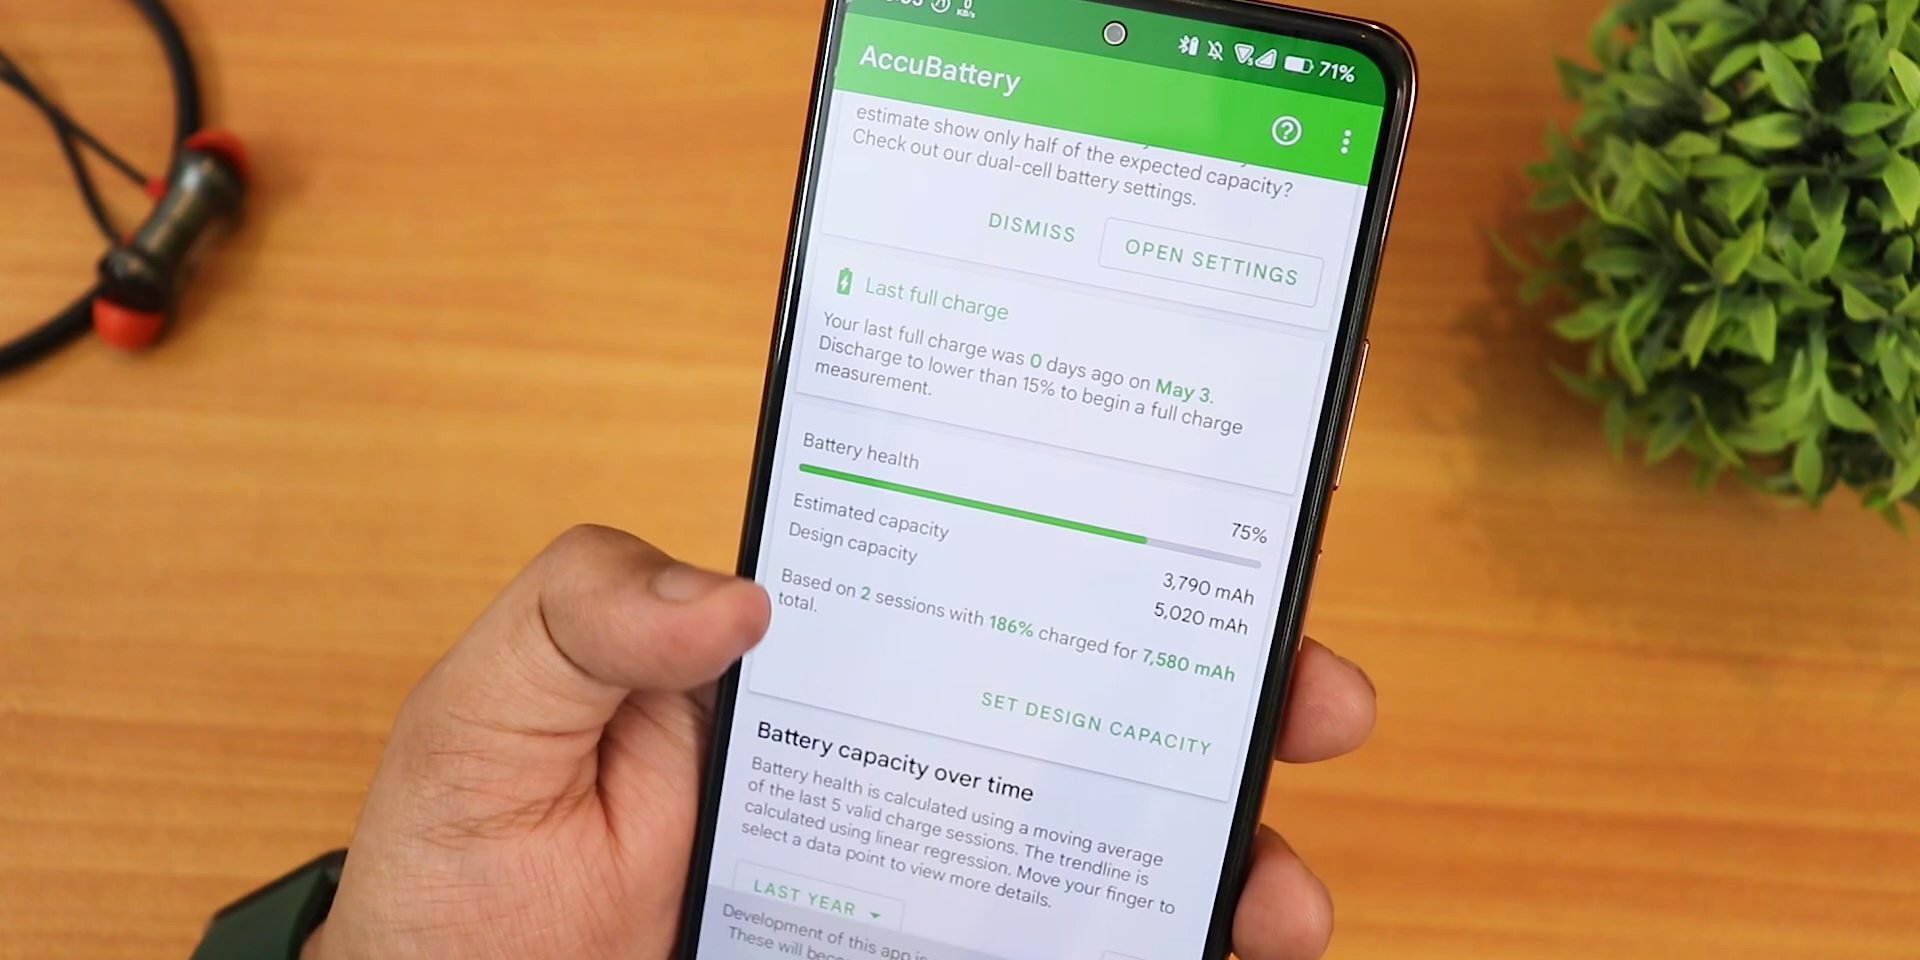 0
KB/s
71%
AccuBattery
estimate show only half of the expected capacity?
Check out our dual-cell battery settings.
DISMISS
OPEN SETTINGS
Last full charge
Your last full charge was 0 days ago on May 3.
Discharge to lower than 15% to begin a full charge
measurement.
Battery health
75%
Estimated capacity
3,790 mAh
Design capacity
5,020 mAh
Based on 2 sessions with 186% charged for 7,580 mAh
total.
SET DESIGN CAPACITY
Battery capacity over time
Battery health is calculated using a moving average
of the last 5 valid charge sessions. The trendline is
calculated using linear regression. Move your finger to
select a data point to view more details.
LAST YEAR
Development of this app is
These will